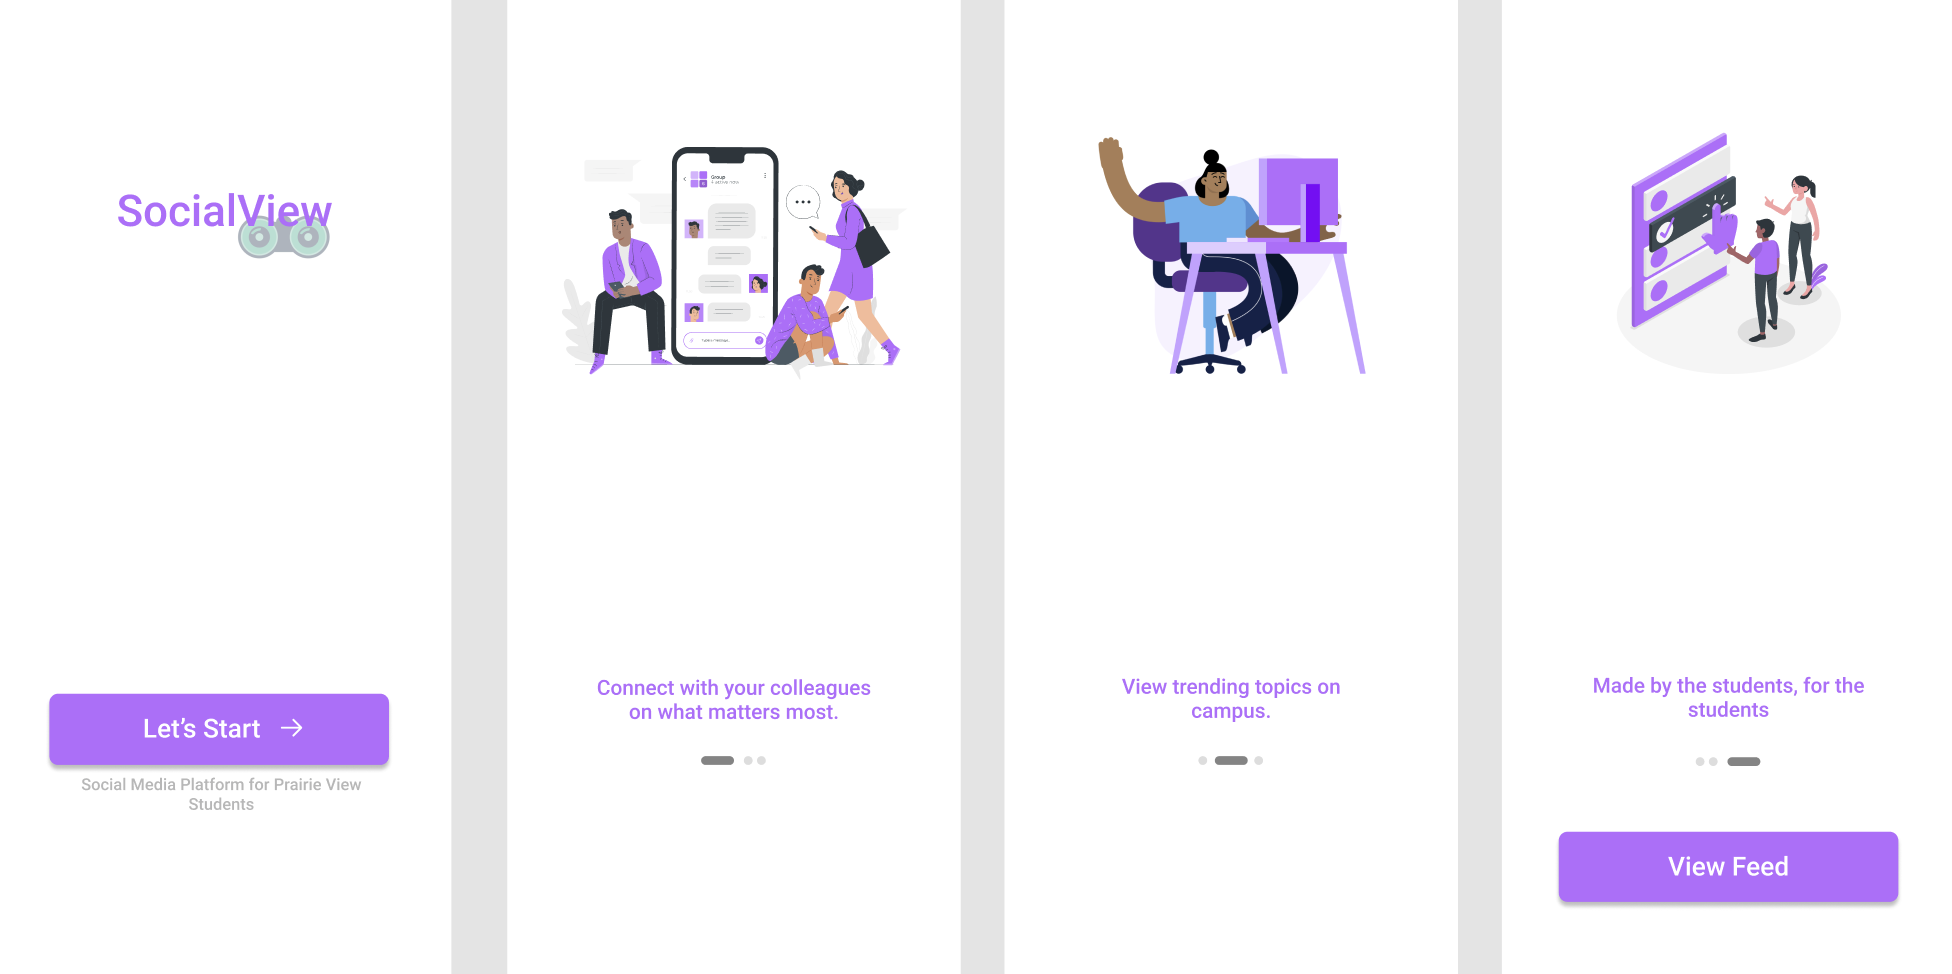 SocialView
Let's Start
Social Media Platform for Prairie View
Students
Group
Connect with your colleagues
on what matters most.
View trending topics on
campus.
Made by the students, for the
students
View Feed